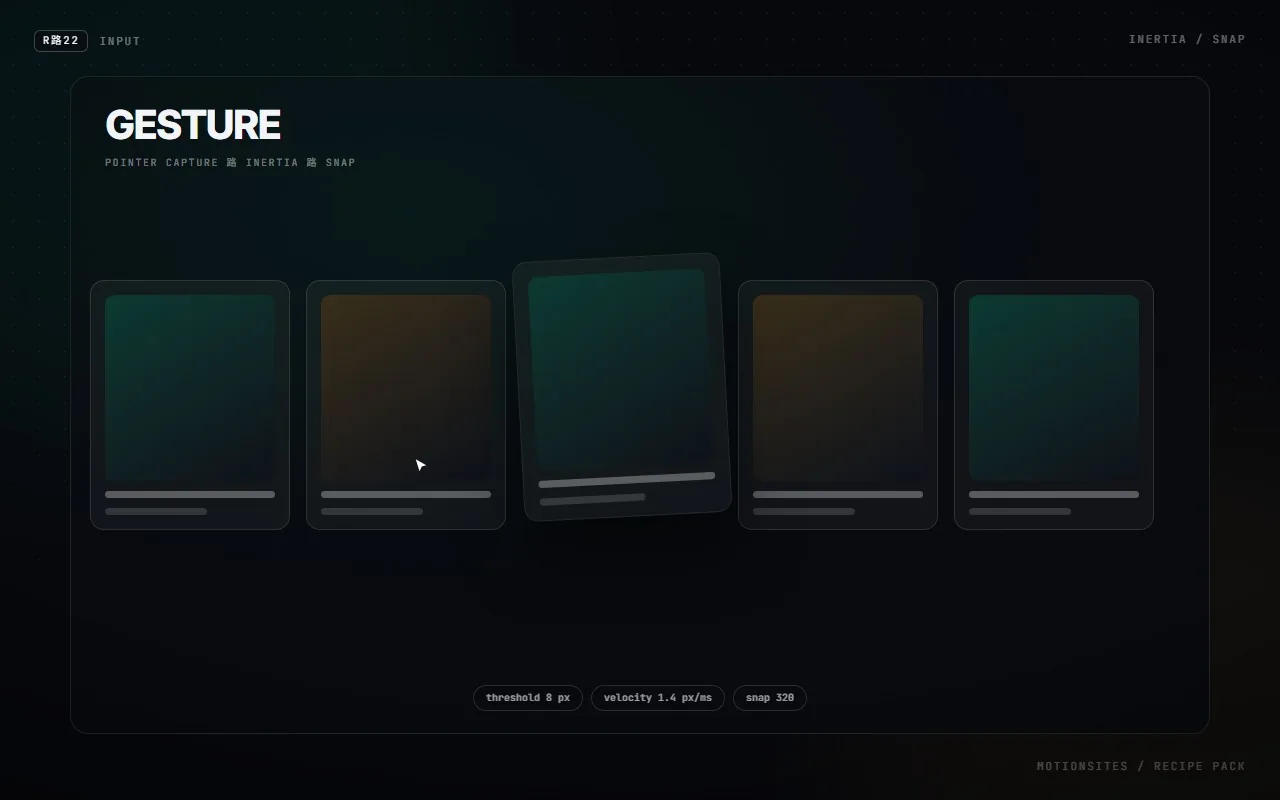 R路22 INPUT
INERTIA / SNAP
GESTURE
POINTER CAPTURE 路 INERTIA 路 SNAP
threshold 8 px
velocity 1.4 px/ms
snap 320
MOTIONSITES / RECIPE PACK